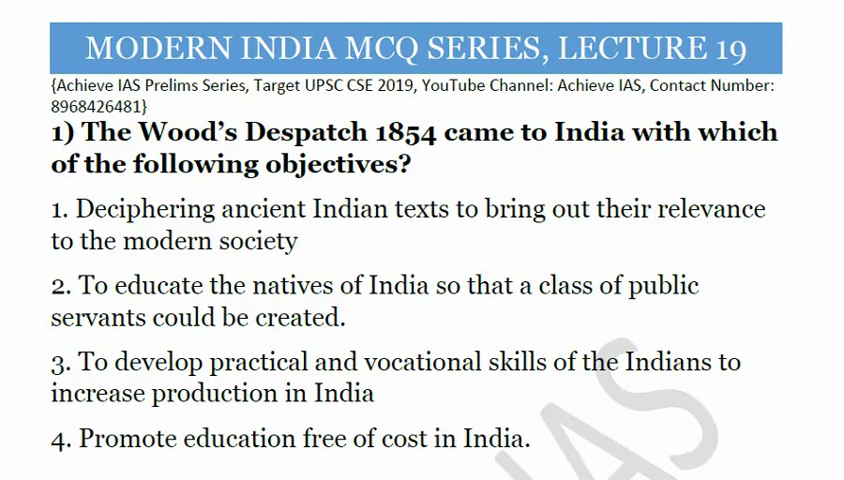 MODERN INDIA MCQ SERIES, LECTURE 19
{Achieve IAS Prelims Series, Target UPSC CSE 2019, YouTube Channel: Achieve IAS, Contact Number:
8968426481}
1) The Wood's Despatch 1854 came to India with which
of the following objectives?
1. Deciphering ancient Indian texts to bring out their relevance
to the modern society
2. To educate the natives of India so that a class of public
servants could be created.
3. To develop practical and vocational skills of the Indians to
increase production in India
4. Promote education free of cost in India.
IAS